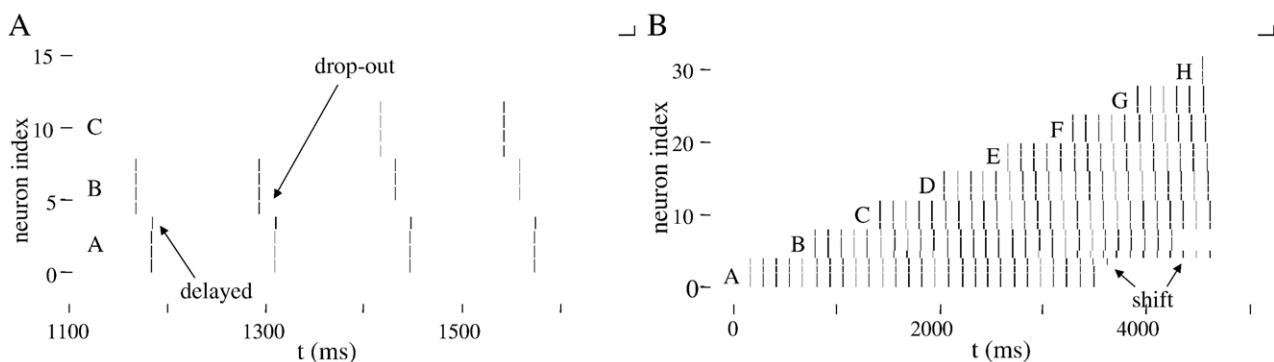 A
15
drop-out
C
10
neuron index
B
5
A
0
delayed
1100
1300
1500
t (ms)
B
30
H
G
F
20
E
neuron index
D
C
10
B
A
0
shift
0
2000
4000
t (ms)